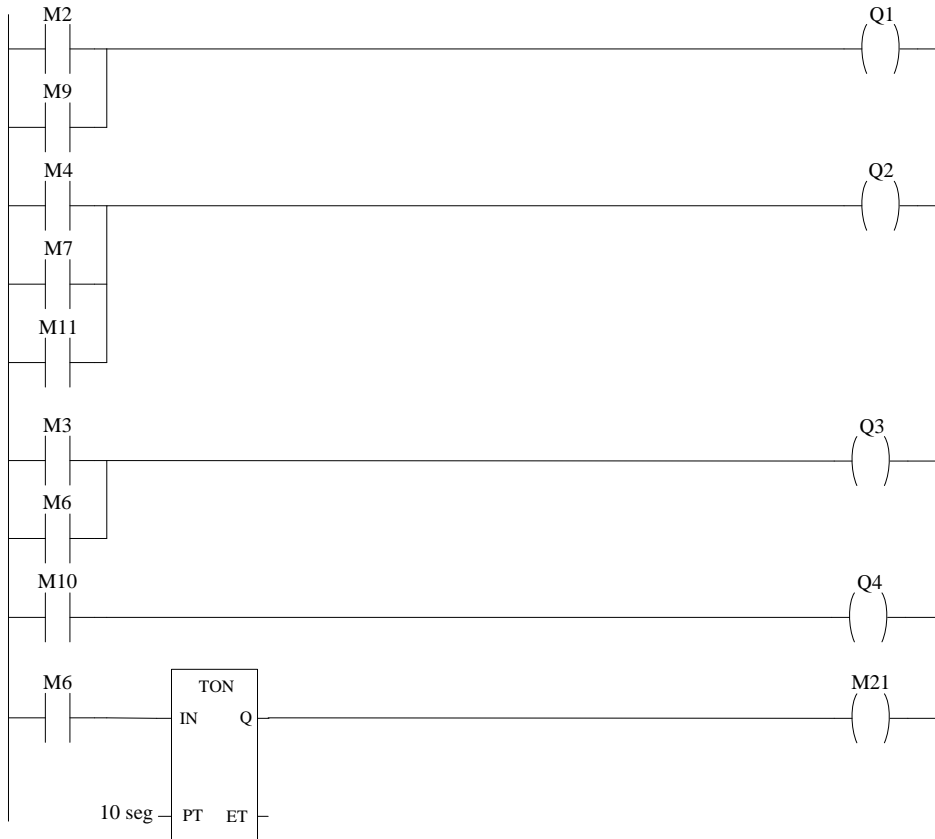 M2 Q1
M9
M4 Q2
M7
M11
M3 Q3
M6
M10 Q4
M6 M21
TON
IN Q
10 seg PT ET